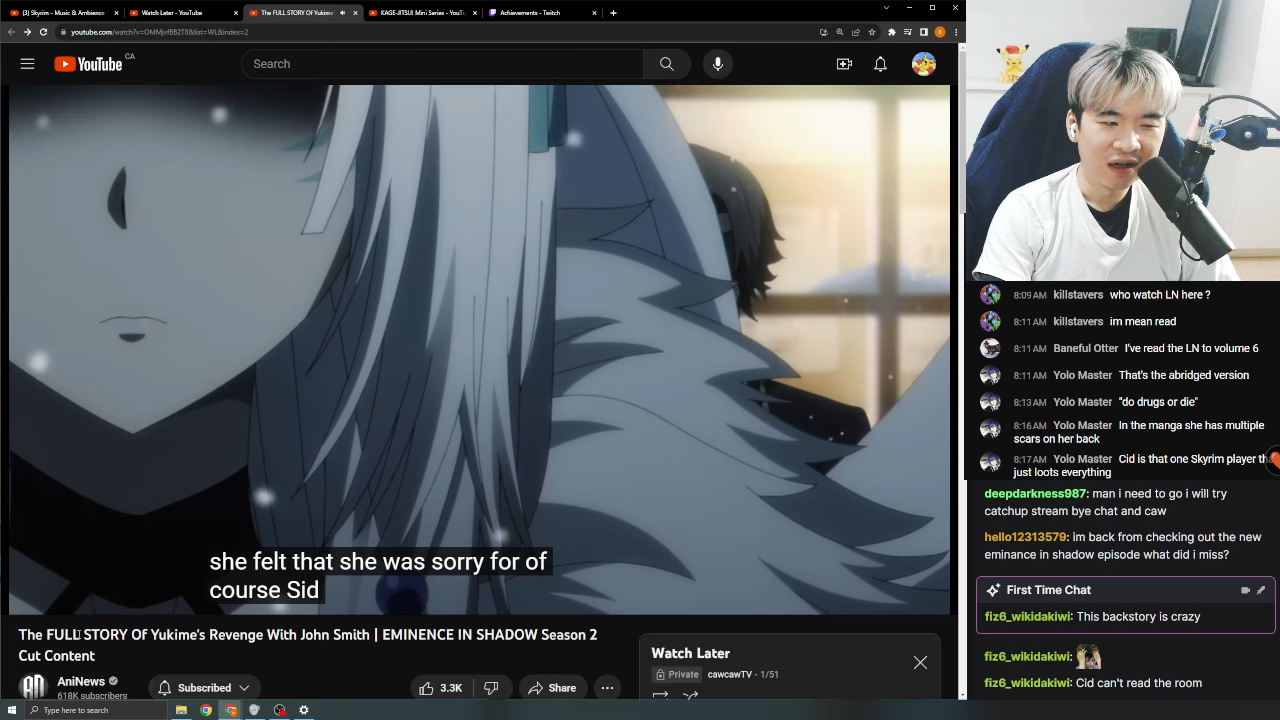 (3) Skyrim - Music & Ambience
Watch Later - YouTube
The FULL STORY Of Yukime'
KAGE-JITSU! Mini Series - YouT
Achievements - Twitch
youtube.com/watch?v=OMMjvfBB2T8&list=WL&index=2
YouTube CA
Search
she felt that she was sorry for of
course Sid
The FULL STORY Of Yukime's Revenge With John Smith | EMINENCE IN SHADOW Season 2
Cut Content
AniNews
618K subscribers
Subscribed
3.3K
Share
Watch Later
Private cawcawTV - 1/51
8:09 AM killstavers who watch LN here ?
8:11 AM killstavers im mean read
8:11 AM Baneful Otter I've read the LN to volume 6
8:11 AM Yolo Master That's the abridged version
8:13 AM Yolo Master "do drugs or die"
8:16 AM Yolo Master In the manga she has multiple
scars on her back
8:17 AM Yolo Master Cid is that one Skyrim player th
just loots everything
deepdarkness987: man i need to go i will try
catchup stream bye chat and caw
hello12313579: im back from checking out the new
eminance in shadow episode what did i miss?
First Time Chat
fiz6_wikidakiwi: This backstory is crazy
fiz6_wikidakiwi:
fiz6_wikidakiwi: Cid can't read the room
Type here to search